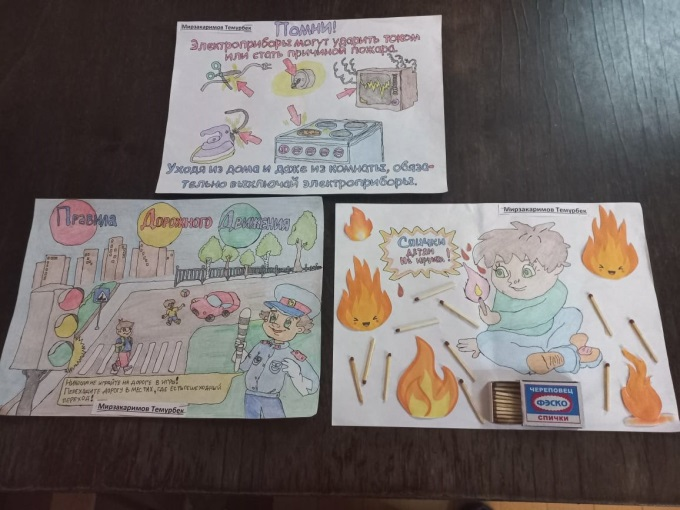 Мирзакаримов Темурбек
Помни!
Электроприборы могут ударить током
или стать причиной пожара
Уходя из дома и даже из комнаты, обяза-
тельно выключай электроприборы.
Правила Дорожного Движения
Никогда не играйте на дороге в игры!
Переходите дорогу в местах, где есть пешеходный
переход!
Мирзакаримов Темурбек
Мирзакаримов Темурбек
Спички
детям
не игрушка!
ЧЕРЕПОВЕЦ
ФЭСКО
СПИЧКИ